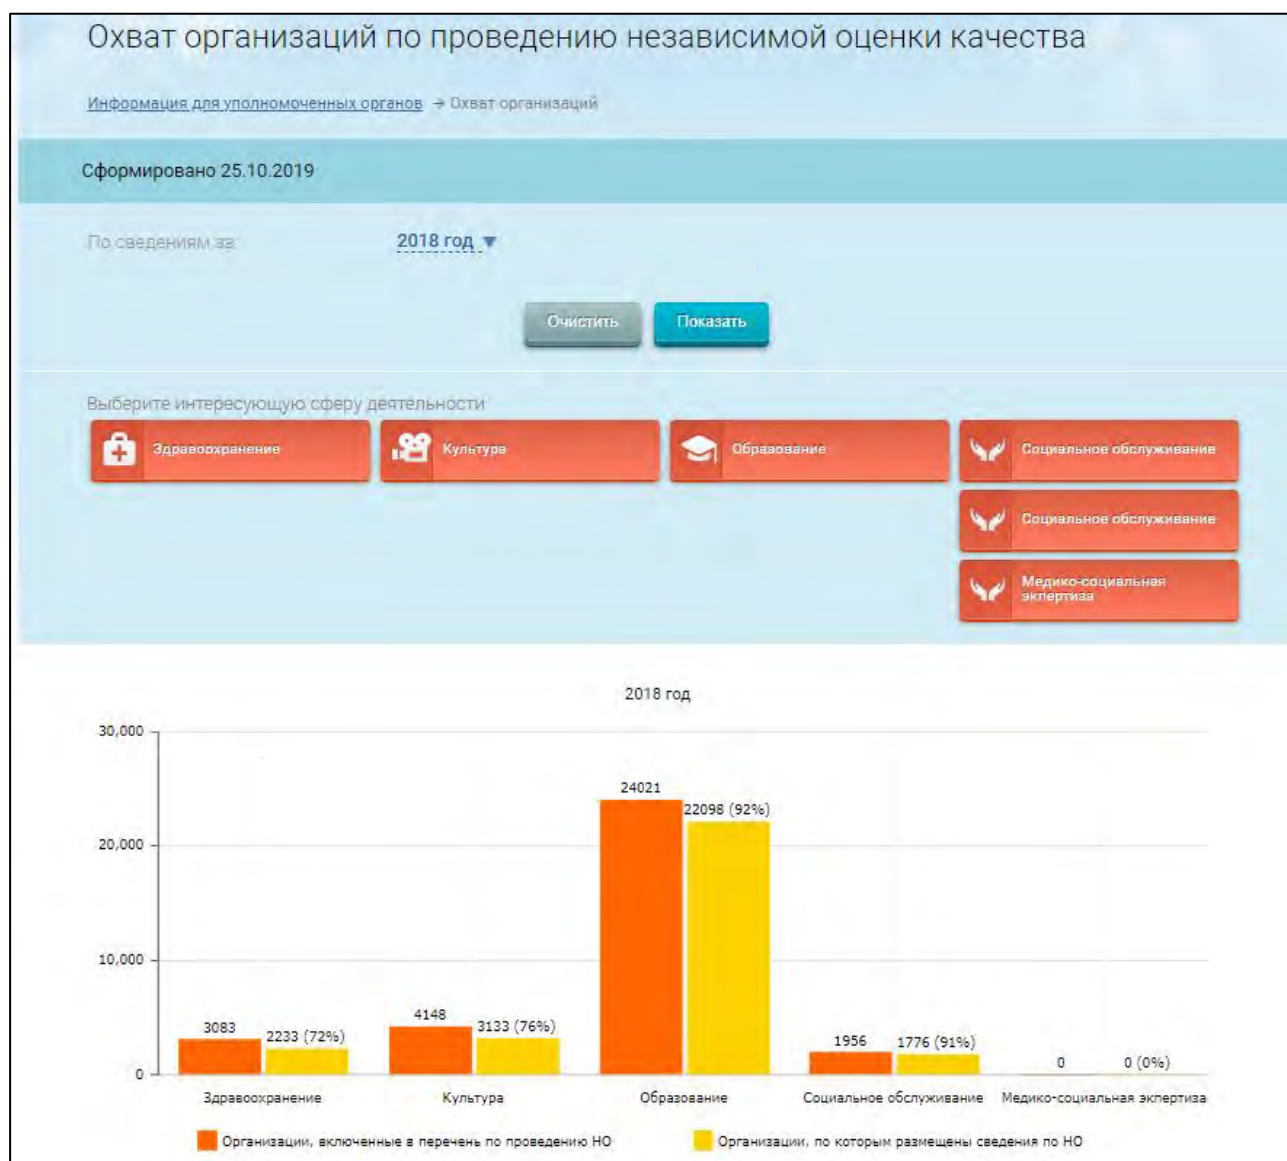 Охват организаций по проведению независимой оценки качества
Информация для уполномоченных органов → Охват организаций
Сформировано 25.10.2019
По сведениям за: 2018 год ▼
Очистить Показать
Выберите интересующую сферу деятельности
Здравоохранение Культура Образование Социальное обслуживание
Социальное обслуживание
Медико-социальная
экпертиза
2018 год
30,000
24021
22098 (92%)
20,000
10,000
3083 2233 (72%) 4148 3133 (76%) 1956 1776 (91%) 0 0 (0%)
0
Здравоохранение Культура Образование Социальное обслуживание Медико-социальная экпертиза
Организации, включенные в перечень по проведению НО Организации, по которым размещены сведения по НО